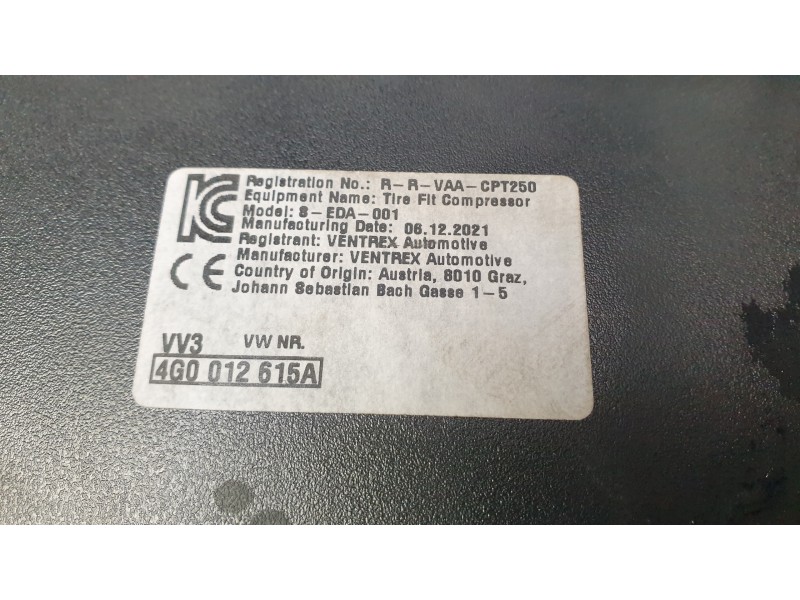 KC
Registration No.: R-R-VAA-CPT250
Equipment Name: Tire Fit Compressor
Model: S-EDA-001
Manufacturing Date: 06.12.2021
Registrant: VENTREX Automotive
Manufacturer: VENTREX Automotive
CE
Country of Origin: Austria, 8010 Graz,
Johann Sebastian Bach Gasse 1-5
VV3 VW NR.
4G0 012 615A